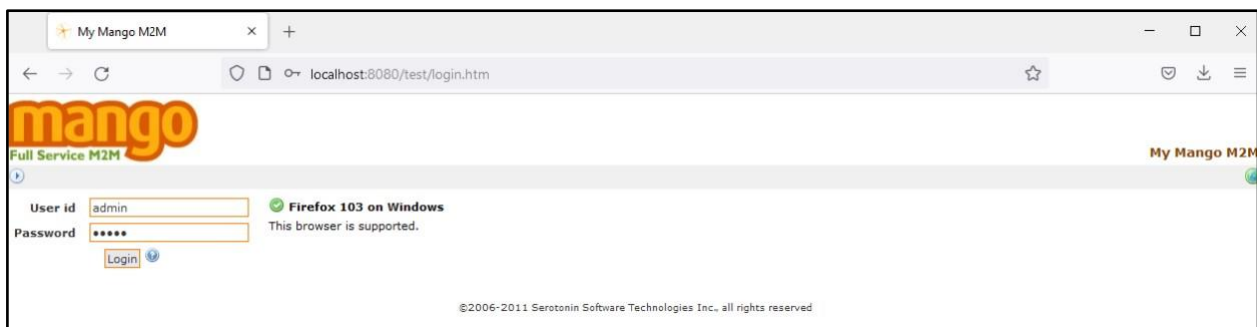 My Mango M2M
localhost:8080/test/login.htm
mango
Full Service M2M
My Mango M2M
User id admin
Firefox 103 on Windows
Password •••••
This browser is supported.
Login
©2006-2011 Serotonin Software Technologies Inc., all rights reserved